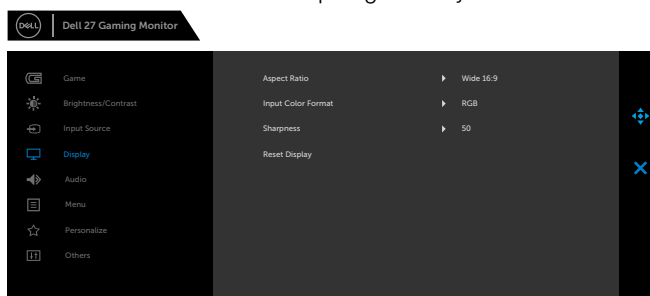 DELL
Dell 27 Gaming Monitor
Game
Aspect Ratio Wide 16:9
Brightness/Contrast
Input Color Format RGB
Input Source
Sharpness 50
Display
Reset Display
Audio
Menu
Personalize
Others